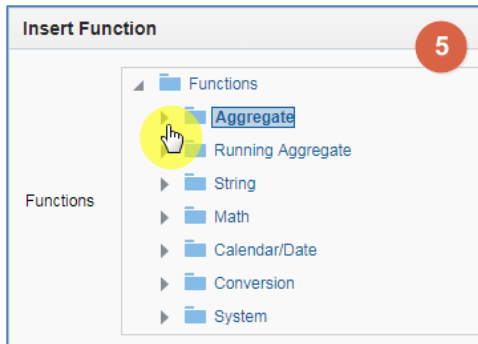 Insert Function
5
Functions
Aggregate
Running Aggregate
String
Functions
Math
Calendar/Date
Conversion
System